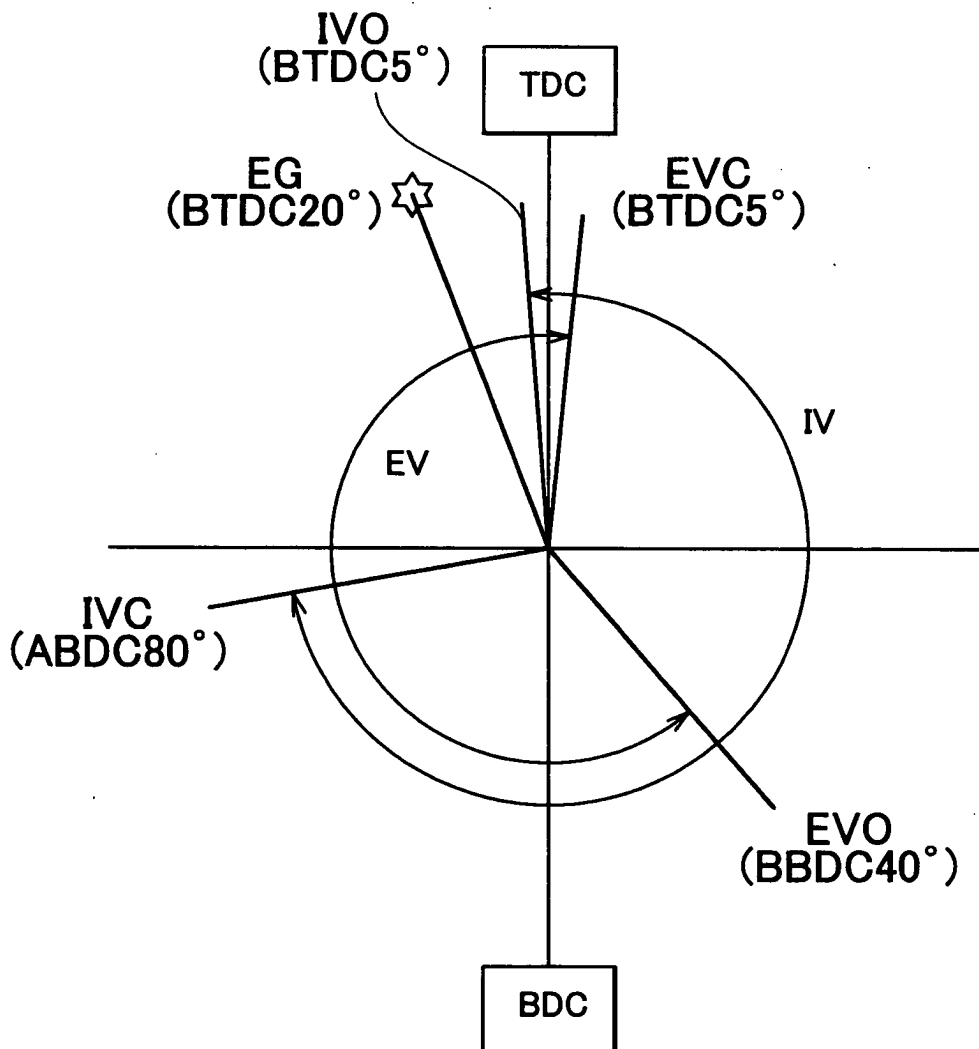 IVO
(BTDC5°)
TDC
EG
(BTDC20°)
EVC
(BTDC5°)
IV
EV
IVC
(ABDC80°)
EVO
(BBDC40°)
BDC